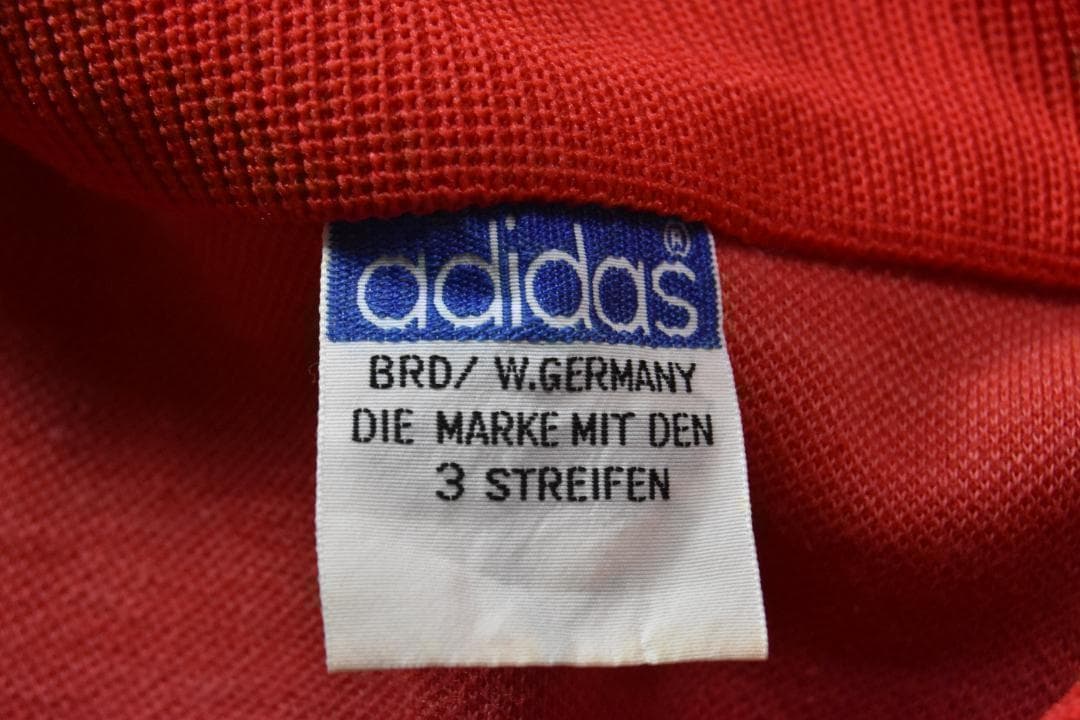 adidas®
BRD/ W.GERMANY
DIE MARKE MIT DEN
3 STREIFEN